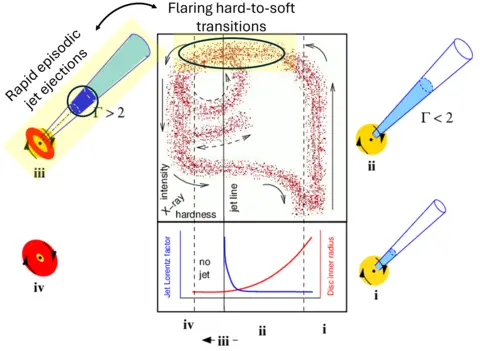 Flaring hard-to-soft
transitions
Rapid episodic
jet ejections
Γ > 2
iii
Γ < 2
ii
intensity
X-ray
hardness
jet line
Jet Lorentz factor
no
jet
Disc inner radius
iv
i
iv
iii
ii
i